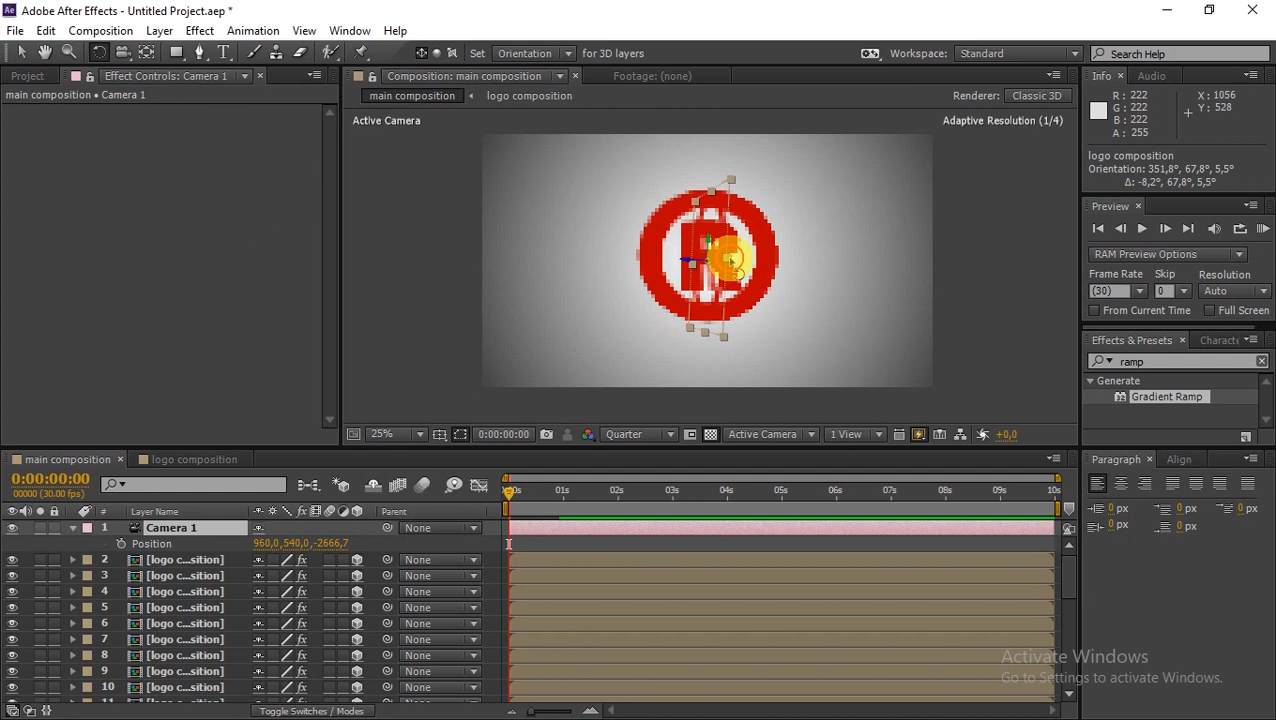 Adobe After Effects - Untitled Project.aep *
File Edit Composition Layer Effect Animation View Window Help
Set Orientation for 3D layers Workspace: Standard Search Help
Project Effect Controls: Camera 1 Composition: main composition Footage: (none) Info Audio
main composition • Camera 1 main composition logo composition Renderer: Classic 3D
R: 222 X: 1056
G: 222 Y: 528
B: 222
A: 255
Active Camera Adaptive Resolution (1/4)
logo composition
Orientation: 351,8°, 67,8°, 5,5°
Δ: -8,2°, 67,8°, 5,5°
Preview
RAM Preview Options
Frame Rate Skip Resolution
(30) 0 Auto
From Current Time Full Screen
Effects & Presets Characte
ramp
Generate
Gradient Ramp
25% 0:00:00:00 Quarter Active Camera 1 View +0,0
main composition logo composition Paragraph Align
0:00:00:00
00000 (30.00 fps)
01s 02s 03s 04s 05s 06s 07s 08s 09s 10s
# Layer Name Parent
0 px 0 px 0 px
0 px 0 px
1 Camera 1 None
Position 960,0,540,0,-2666,7
2 [logo c...sition] None
3 [logo c...sition] None
4 [logo c...sition] None
5 [logo c...sition] None
6 [logo c...sition] None
7 [logo c...sition] None
8 [logo c...sition] None
9 [logo c...sition] None
10 [logo c...sition] None
Activate Windows
Go to Settings to activate Windows.
Toggle Switches / Modes